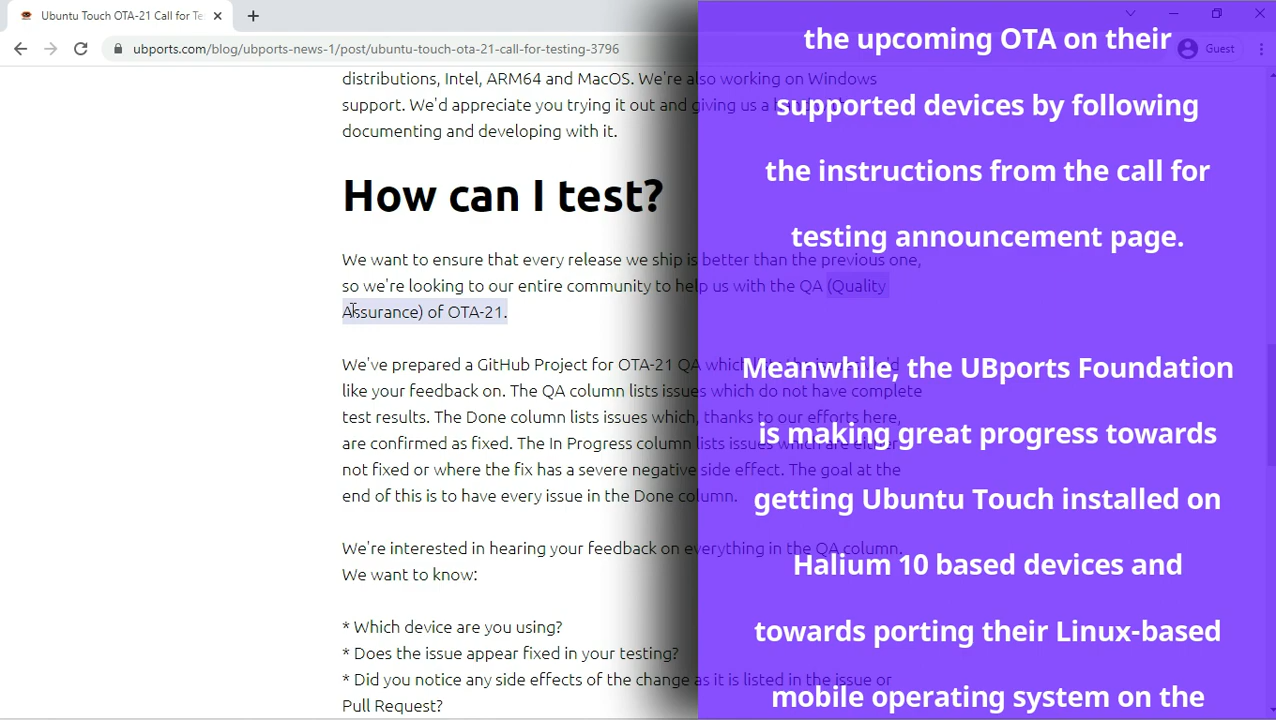 Ubuntu Touch OTA-21 Call for Te
ubports.com/blog/ubports-news-1/post/ubuntu-touch-ota-21-call-for-testing-3796
Guest
distributions, Intel, ARM64 and MacOS. We're also working on Windows
support. We'd appreciate you trying it out and giving us a
documenting and developing with it.
How can I test?
We want to ensure that every release we ship is better than the previous one,
so we're looking to our entire community to help us with the QA (Quality
Assurance) of OTA-21.
We've prepared a GitHub Project for OTA-21 QA which
like your feedback on. The QA column lists issues which do not have complete
test results. The Done column lists issues which, thanks to our efforts here,
are confirmed as fixed. The In Progress column lists issues which are either
not fixed or where the fix has a severe negative side effect. The goal at the
end of this is to have every issue in the Done column.
We're interested in hearing your feedback on everything in the QA column.
We want to know:
* Which device are you using?
* Does the issue appear fixed in your testing?
* Did you notice any side effects of the change as it is listed in the issue or
Pull Request?
the upcoming OTA on their
supported devices by following
the instructions from the call for
testing announcement page.
Meanwhile, the UBports Foundation
is making great progress towards
getting Ubuntu Touch installed on
Halium 10 based devices and
towards porting their Linux-based
mobile operating system on the